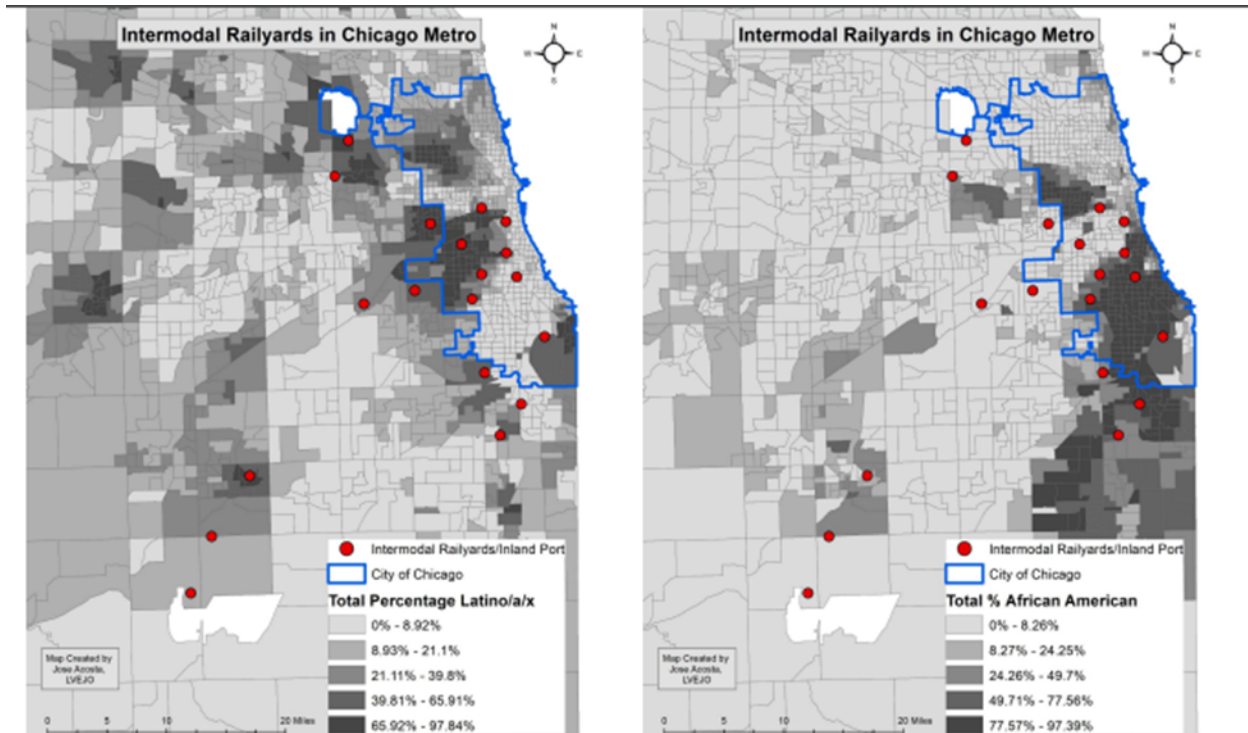 Intermodal Railyards in Chicago Metro
N
W
E
S
Intermodal Railyards/Inland Port
City of Chicago
Total Percentage Latino/a/x
0% - 8.92%
8.93% - 21.1%
21.11% - 39.8%
39.81% - 65.91%
65.92% - 97.84%
Map Created by
Jose Acosta,
LVEJO
0 5 10 20 Miles
Intermodal Railyards in Chicago Metro
N
W
E
S
Intermodal Railyards/Inland Port
City of Chicago
Total % African American
0% - 8.26%
8.27% - 24.25%
24.26% - 49.7%
49.71% - 77.56%
77.57% - 97.39%
Map Created by
Jose Acosta,
LVEJO
0 5 10 20 Miles